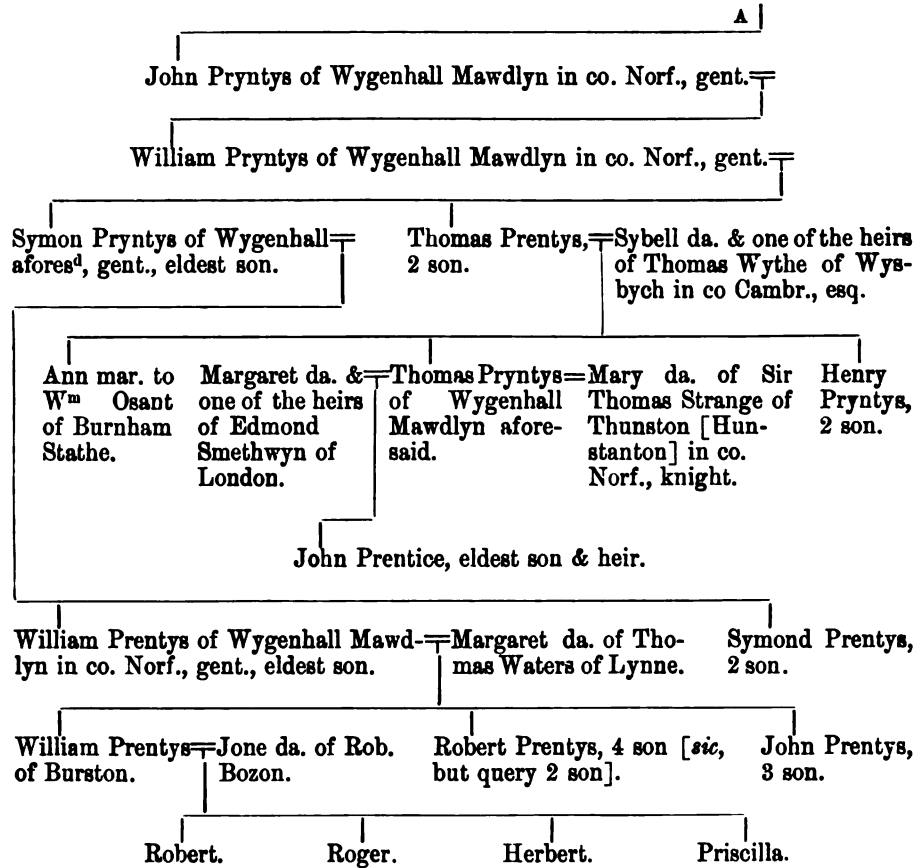 A
John Pryntys of Wygenhall Mawdlyn in co. Norf., gent.
William Pryntys of Wygenhall Mawdlyn in co. Norf., gent.
Symon Pryntys of Wygenhall
aforesᵈ, gent., eldest son.
Thomas Prentys,
2 son.
Sybell da. & one of the heirs
of Thomas Wythe of Wys-
bych in co Cambr., esq.
Ann mar. to
Wᵐ Osant
of Burnham
Stathe.
Margaret da. &
one of the heirs
of Edmond
Smethwyn of
London.
Thomas Pryntys
of Wygenhall
Mawdlyn afore-
said.
Mary da. of Sir
Thomas Strange of
Thunston [Hun-
stanton] in co.
Norf., knight.
Henry
Pryntys,
2 son.
John Prentice, eldest son & heir.
William Prentys of Wygenhall Mawd-
lyn in co. Norf., gent., eldest son.
Margaret da. of Tho-
mas Waters of Lynne.
Symond Prentys,
2 son.
William Prentys
of Burston.
Jone da. of Rob.
Bozon.
Robert Prentys, 4 son [sic,
but query 2 son].
John Prentys,
3 son.
Robert.
Roger.
Herbert.
Priscilla.